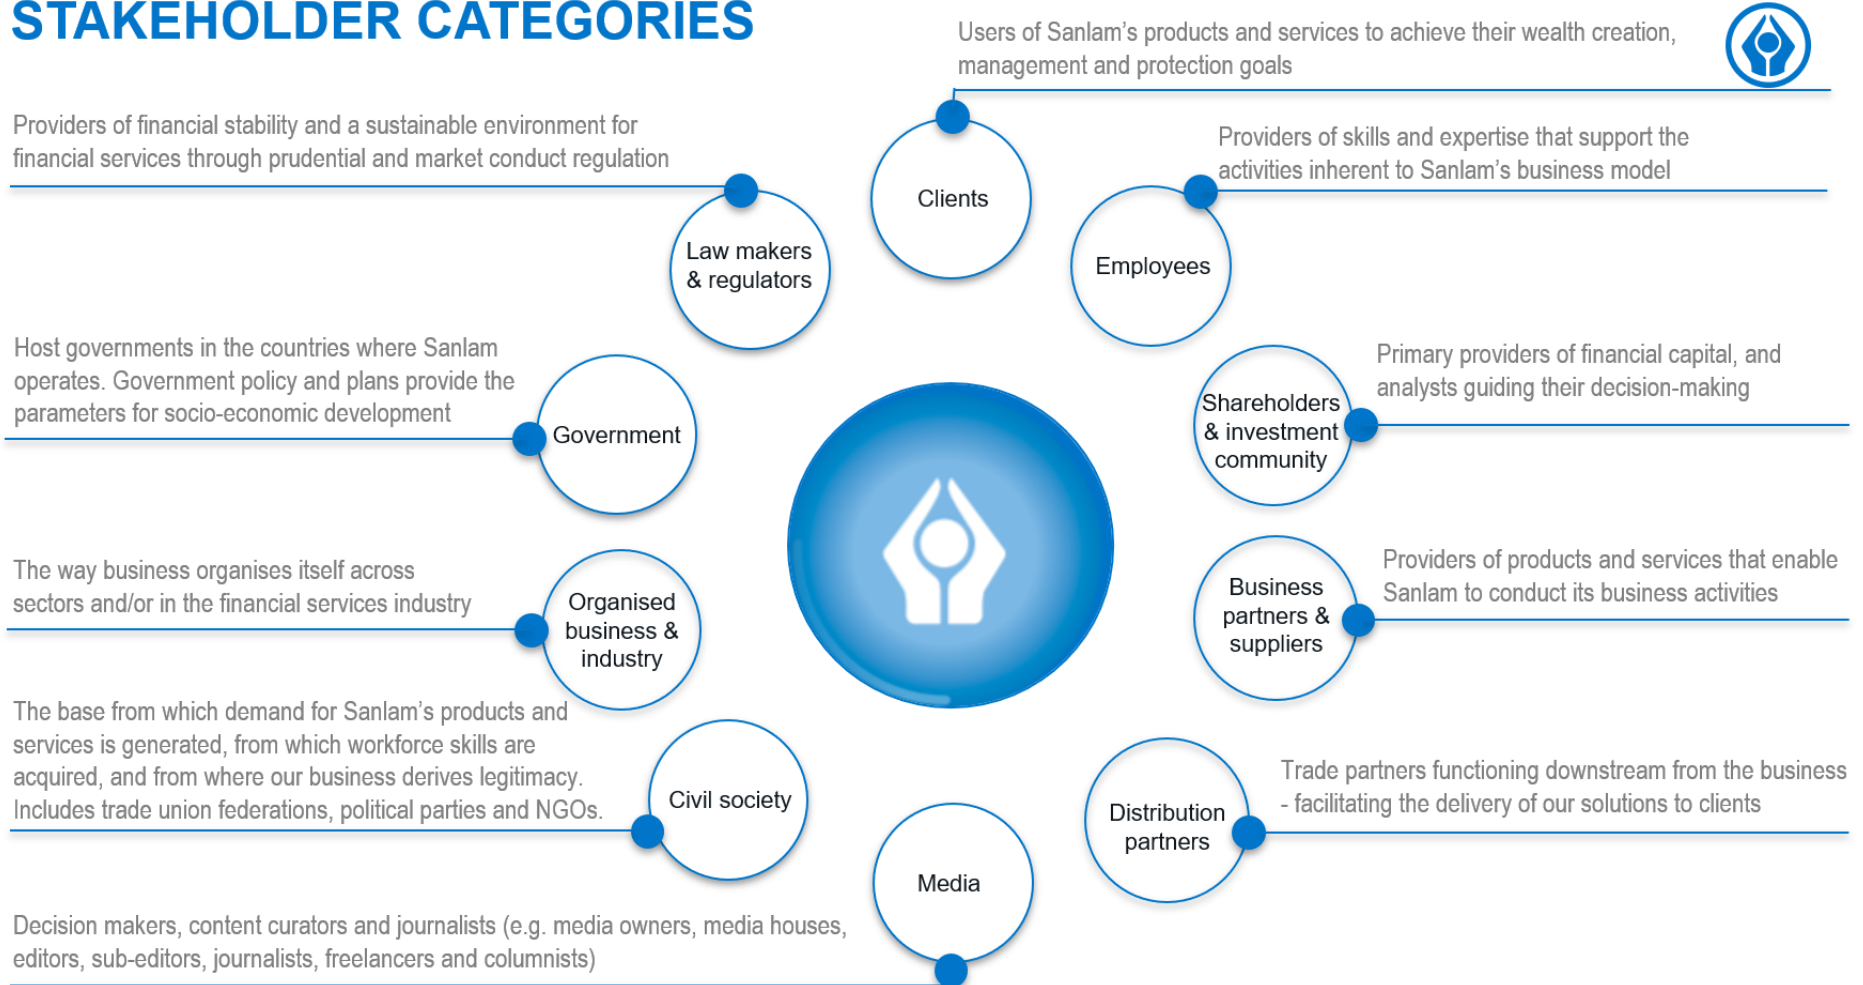 STAKEHOLDER CATEGORIES
Users of Sanlam’s products and services to achieve their wealth creation,
management and protection goals
Clients
Providers of skills and expertise that support the
activities inherent to Sanlam’s business model
Employees
Primary providers of financial capital, and
analysts guiding their decision-making
Shareholders
& investment
community
Providers of products and services that enable
Sanlam to conduct its business activities
Business
partners &
suppliers
Trade partners functioning downstream from the business
- facilitating the delivery of our solutions to clients
Distribution
partners
Media
Decision makers, content curators and journalists (e.g. media owners, media houses,
editors, sub-editors, journalists, freelancers and columnists)
Civil society
The base from which demand for Sanlam’s products and
services is generated, from which workforce skills are
acquired, and from where our business derives legitimacy.
Includes trade union federations, political parties and NGOs.
Organised
business &
industry
The way business organises itself across
sectors and/or in the financial services industry
Government
Host governments in the countries where Sanlam
operates. Government policy and plans provide the
parameters for socio-economic development
Law makers
& regulators
Providers of financial stability and a sustainable environment for
financial services through prudential and market conduct regulation